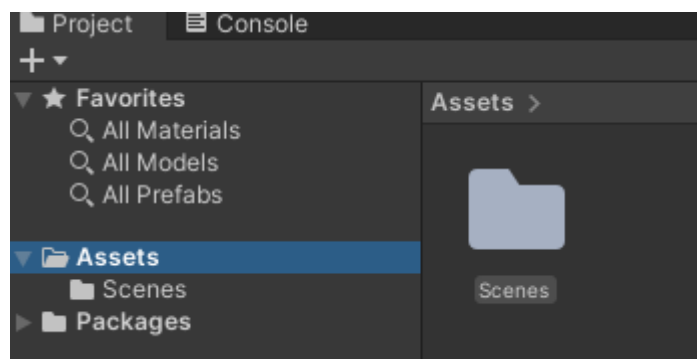 Project Console
Favorites
All Materials
All Models
All Prefabs
Assets
Scenes
Packages
Assets >
Scenes